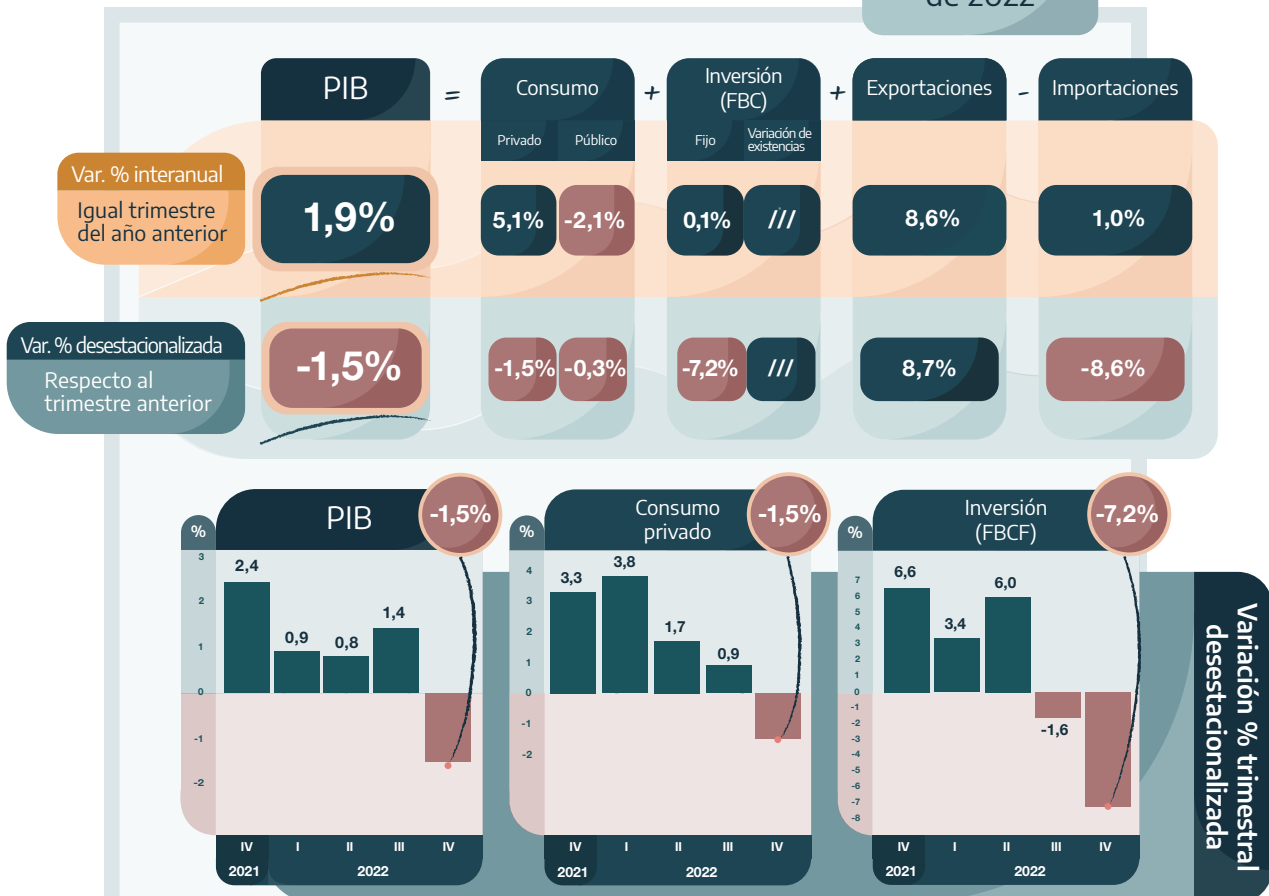 de 2022
PIB = Consumo + Inversión (FBC) + Exportaciones - Importaciones
Privado Público Fijo Variación de existencias
Var. % interanual
Igual trimestre
del año anterior
1,9% 5,1% -2,1% 0,1% /// 8,6% 1,0%
Var. % desestacionalizada
Respecto al
trimestre anterior
-1,5% -1,5% -0,3% -7,2% /// 8,7% -8,6%
PIB
-1,5%
%
3
2
1
0
-1
-2
2,4
0,9
0,8
1,4
IV I II III IV
2021 2022
Consumo
privado
-1,5%
%
4
3
2
1
0
-1
-2
3,3
3,8
1,7
0,9
IV I II III IV
2021 2022
Inversión
(FBCF)
-7,2%
%
7
6
5
4
3
2
1
0
-1
-2
-3
-4
-5
-6
-7
-8
6,6
3,4
6,0
-1,6
IV I II III IV
2021 2022
Variación % trimestral
desestacionalizada